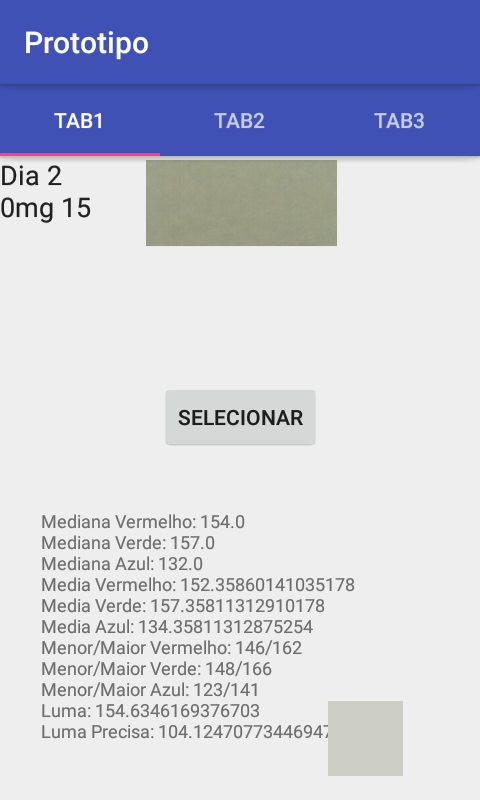 Prototipo
TAB1 TAB2 TAB3
Dia 2
0mg 15
SELECIONAR
Mediana Vermelho: 154.0
Mediana Verde: 157.0
Mediana Azul: 132.0
Media Vermelho: 152.35860141035178
Media Verde: 157.35811312910178
Media Azul: 134.35811312875254
Menor/Maior Vermelho: 146/162
Menor/Maior Verde: 148/166
Menor/Maior Azul: 123/141
Luma: 154.6346169376703
Luma Precisa: 104.12470773446947